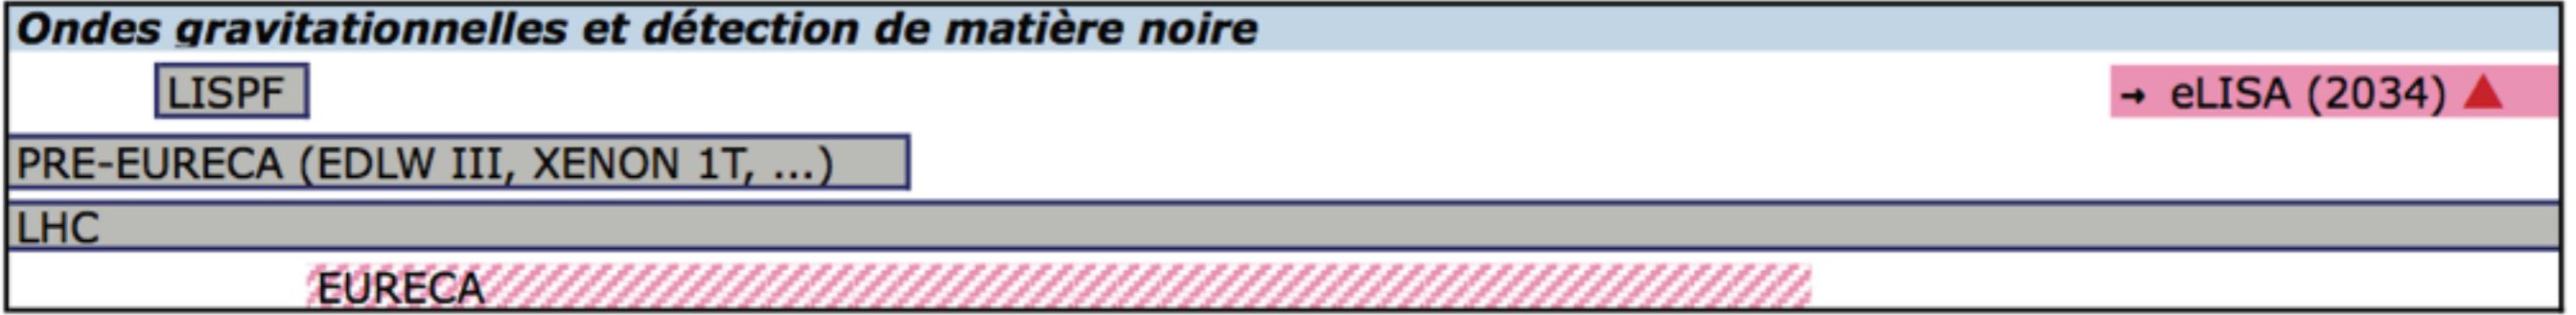 Ondes gravitationnelles et détection de matière noire
LISPF
→ eLISA (2034)
PRE-EURECA (EDLW III, XENON 1T, ...)
LHC
EURECA